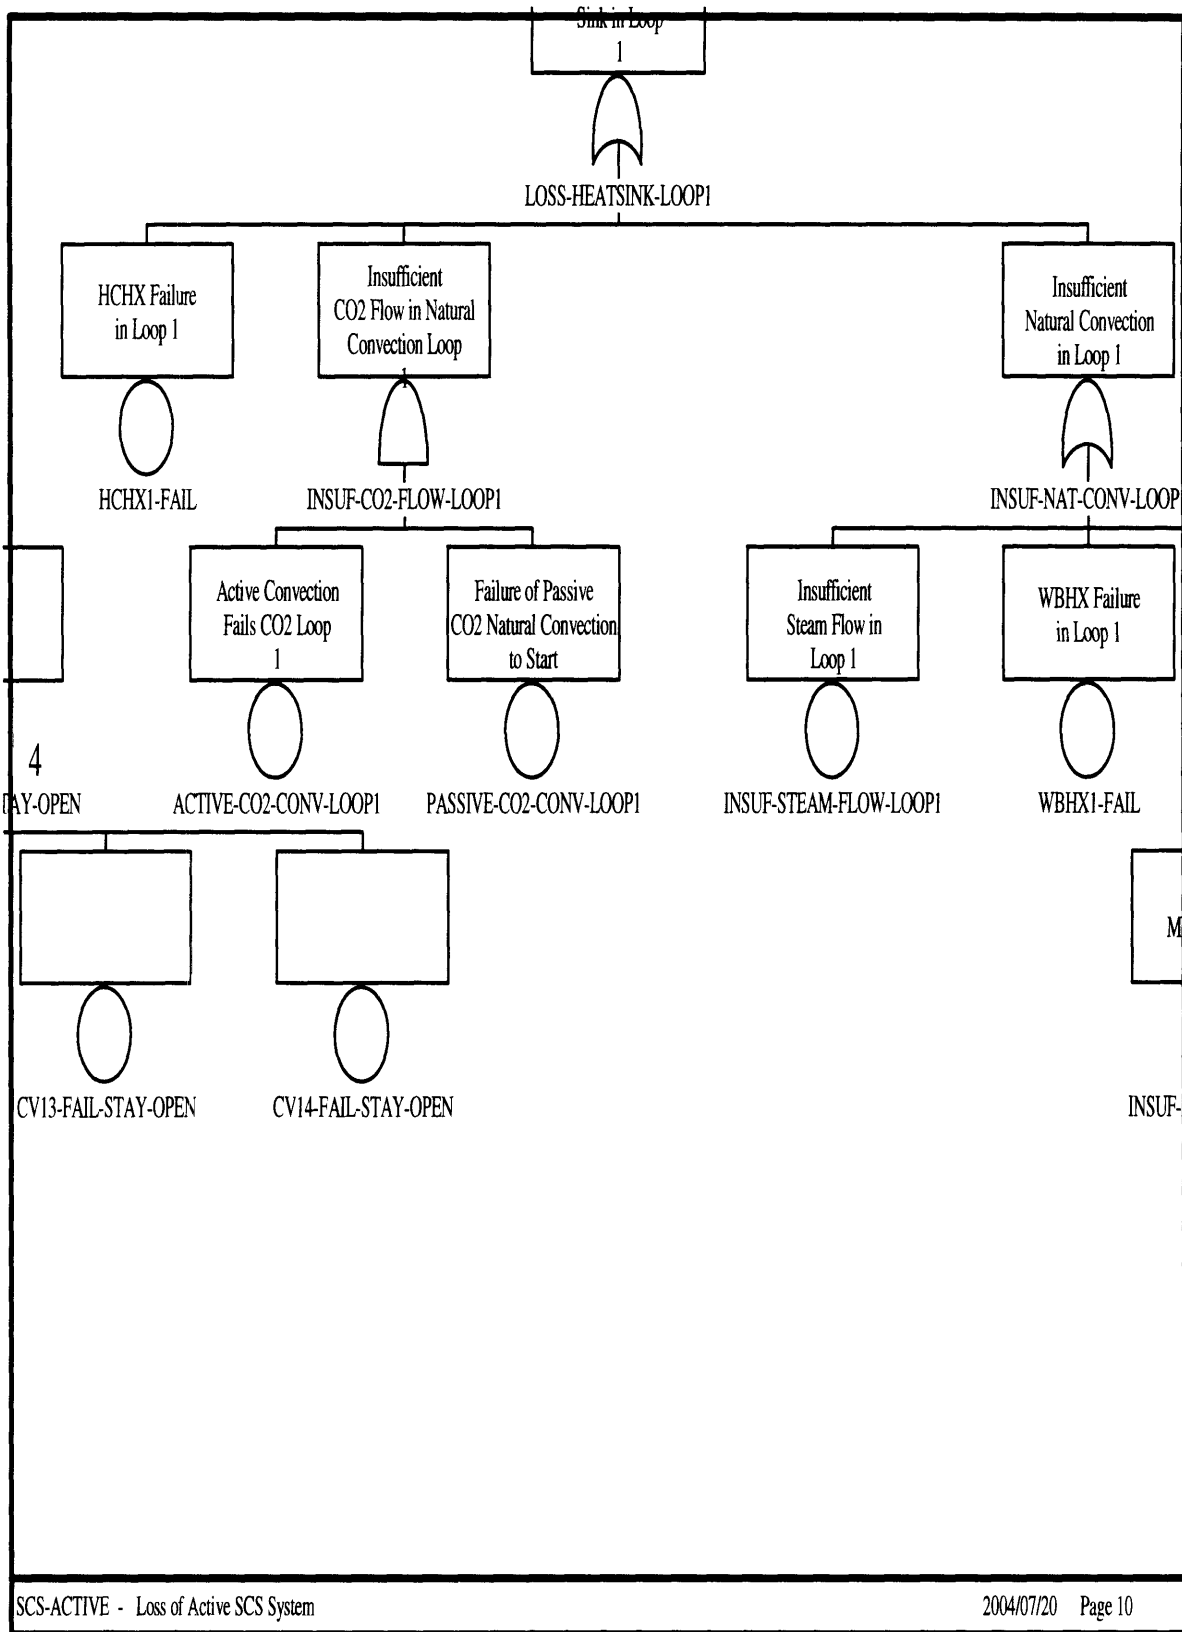 Sink in Loop
1
LOSS-HEATSINK-LOOP1
HCHX Failure
in Loop 1
Insufficient
CO2 Flow in Natural
Convection Loop
1
Insufficient
Natural Convection
in Loop 1
HCHX1-FAIL
INSUF-CO2-FLOW-LOOP1
INSUF-NAT-CONV-LOOP
Active Convection
Fails CO2 Loop
1
Failure of Passive
CO2 Natural Convection
to Start
Insufficient
Steam Flow in
Loop 1
WBHX Failure
in Loop 1
4
AY-OPEN
ACTIVE-CO2-CONV-LOOP1
PASSIVE-CO2-CONV-LOOP1
INSUF-STEAM-FLOW-LOOP1
WBHX1-FAIL
M
CV13-FAIL-STAY-OPEN
CV14-FAIL-STAY-OPEN
INSUF-
SCS-ACTIVE - Loss of Active SCS System
2004/07/20 Page 10